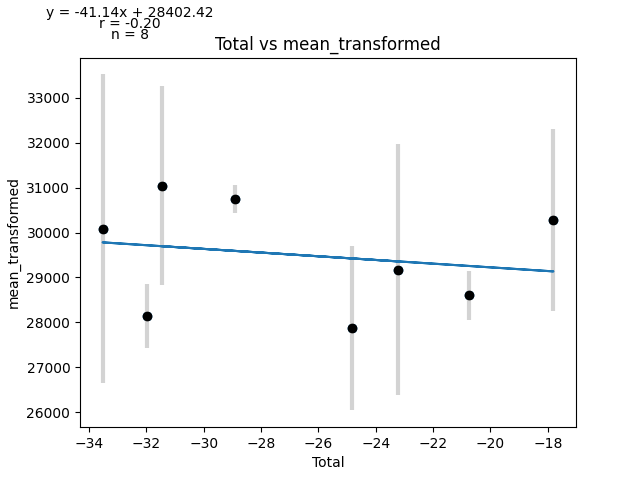 y = -41.14x + 28402.42
r = -0.20
n = 8
Total vs mean_transformed
mean_transformed
33000
32000
31000
30000
29000
28000
27000
26000
−34
−32
−30
−28
−26
−24
−22
−20
−18
Total